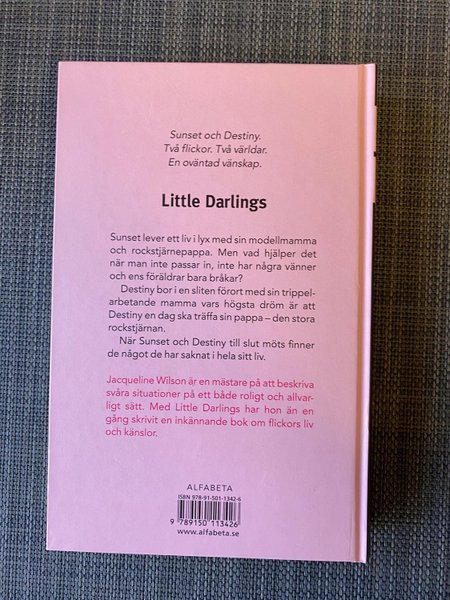 Sunset och Destiny.
Två flickor. Två världar.
En oväntad vänskap.
Little Darlings
Sunset lever ett liv i lyx med sin modellmamma
och rockstjärnepappa. Men vad hjälper det
när man inte passar in, inte har några vänner
och ens föräldrar bara bråkar?
Destiny bor i en sliten förort med sin trippel-
arbetande mamma vars högsta dröm är att
Destiny en dag ska träffa sin pappa – den stora
rockstjärnan.
När Sunset och Destiny till slut möts finner
de något de har saknat i hela sitt liv.
Jacqueline Wilson är en mästare på att beskriva
svåra situationer på ett både roligt och allvar-
ligt sätt. Med Little Darlings har hon än en
gång skrivit en inkännande bok om flickors liv
och känslor.
ALFABETA
ISBN 978-91-501-1342-6
9 789150 113426
www.alfabeta.se